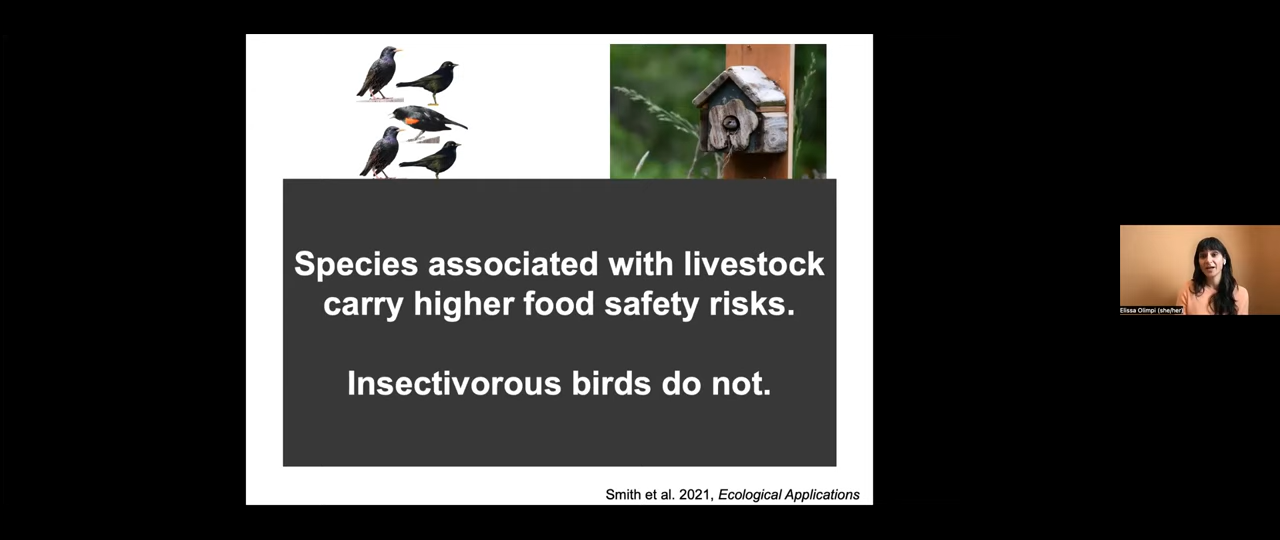 Species associated with livestock
carry higher food safety risks.
Insectivorous birds do not.
Smith et al. 2021, Ecological Applications
Elissa Olimpi (she/her)